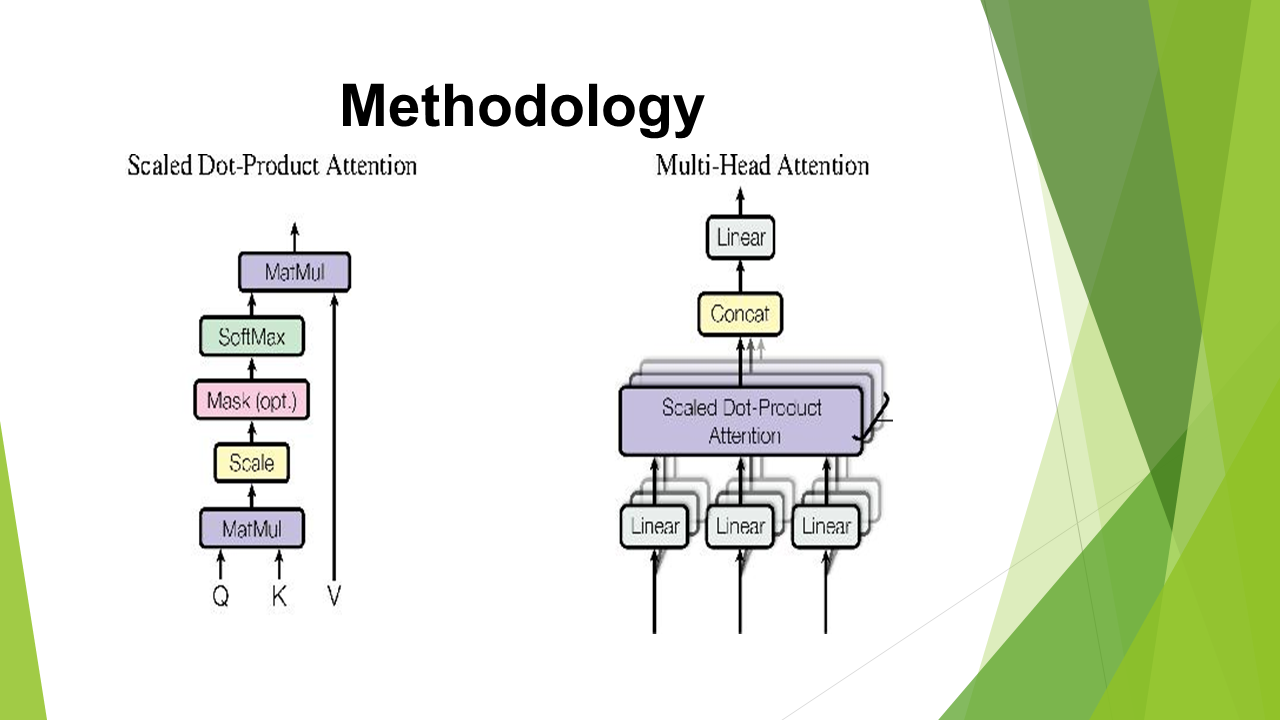 Methodology
Scaled Dot-Product Attention
MatMul
SoftMax
Mask (opt.)
Scale
MatMul
Q K V
Multi-Head Attention
Linear
Concat
Scaled Dot-Product
Attention
Linear Linear Linear